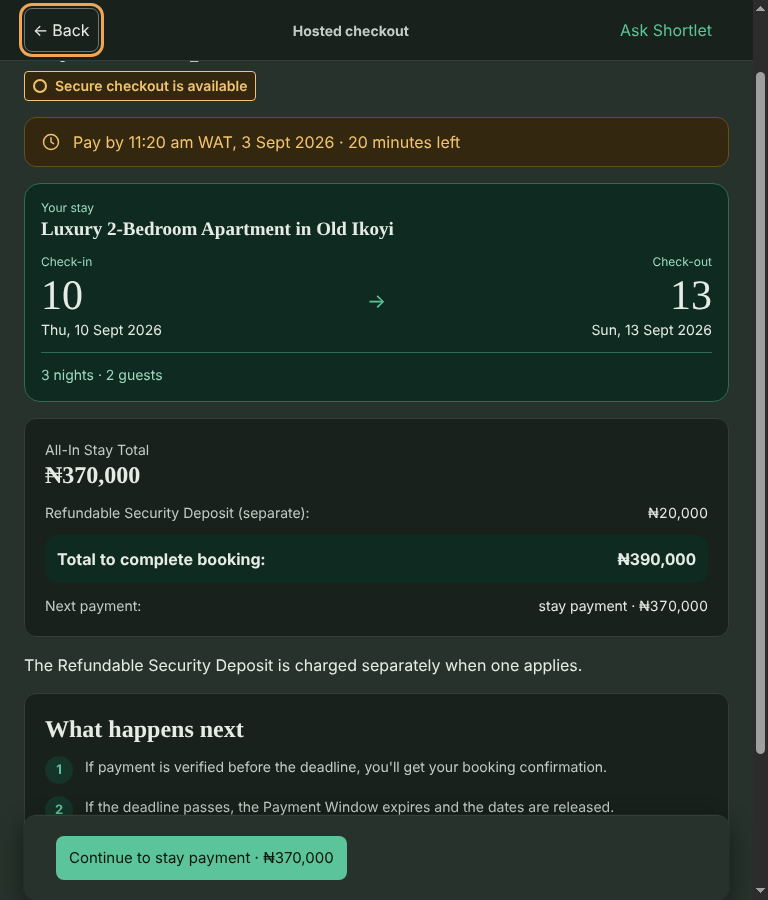 ← Back
Hosted checkout
Ask Shortlet
Secure checkout is available
Pay by 11:20 am WAT, 3 Sept 2026 · 20 minutes left
Your stay
Luxury 2-Bedroom Apartment in Old Ikoyi
Check-in
Check-out
10
→
13
Thu, 10 Sept 2026
Sun, 13 Sept 2026
3 nights · 2 guests
All-In Stay Total
₦370,000
Refundable Security Deposit (separate):
₦20,000
Total to complete booking:
₦390,000
Next payment:
stay payment · ₦370,000
The Refundable Security Deposit is charged separately when one applies.
What happens next
1
If payment is verified before the deadline, you'll get your booking confirmation.
2
If the deadline passes, the Payment Window expires and the dates are released.
Continue to stay payment · ₦370,000